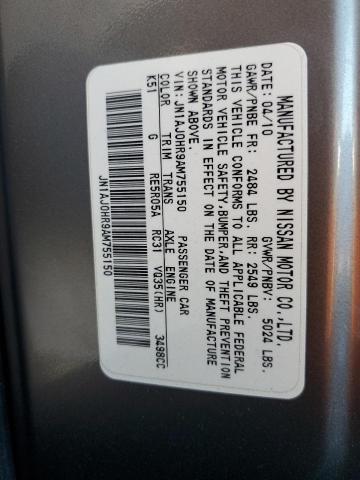 MANUFACTURED BY NISSAN MOTOR CO.,LTD.
DATE: 04/10 GVWR/PNBV: 5024 LBS.
GAWR/PNBE FR: 2484 LBS. RR: 2549 LBS.
THIS VEHICLE CONFORMS TO ALL APPLICABLE FEDERAL
MOTOR VEHICLE SAFETY,BUMPER,AND THEFT PREVENTION
STANDARDS IN EFFECT ON THE DATE OF MANUFACTURE
SHOWN ABOVE.
VIN: JN1AJ0HR9AM755150 PASSENGER CAR
COLOR TRIM TRANS AXLE ENGINE
K51 G RE5R05A RC31 VQ35(HR) 3498CC
JN1AJ0HR9AM755150